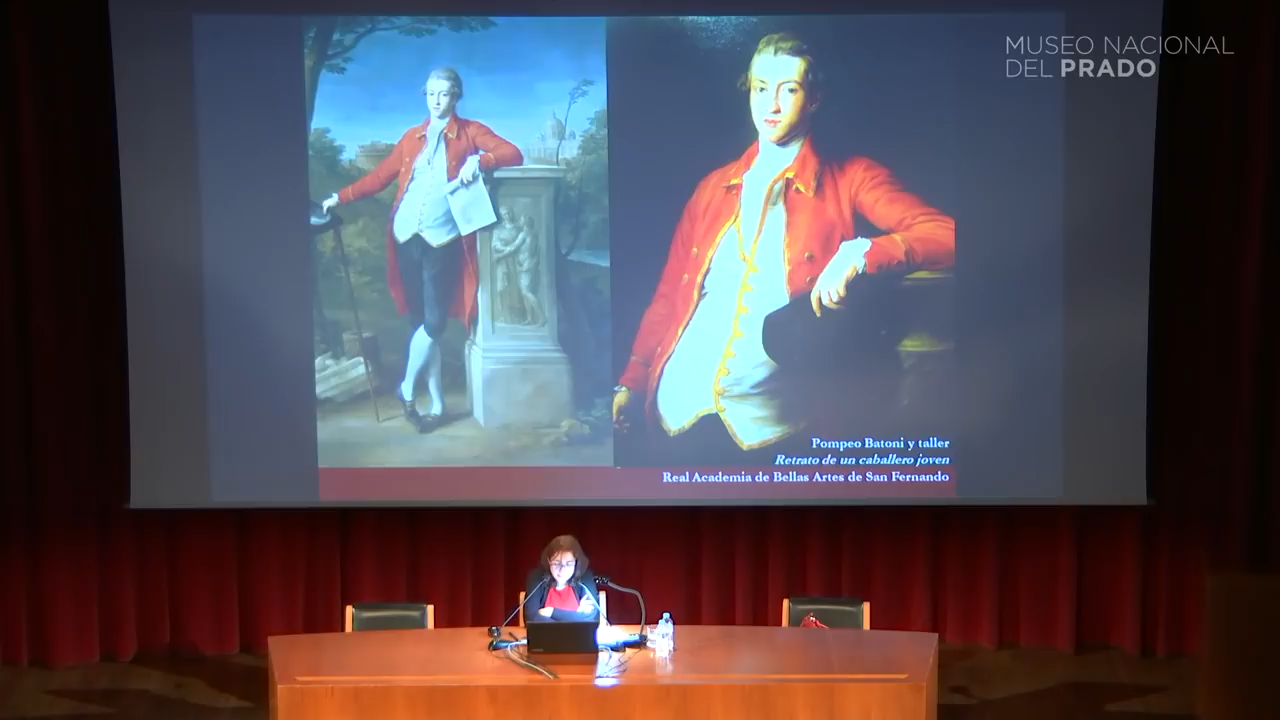 MUSEO NACIONAL
DEL PRADO
Pompeo Batoni y taller
Retrato de un caballero joven
Real Academia de Bellas Artes de San Fernando